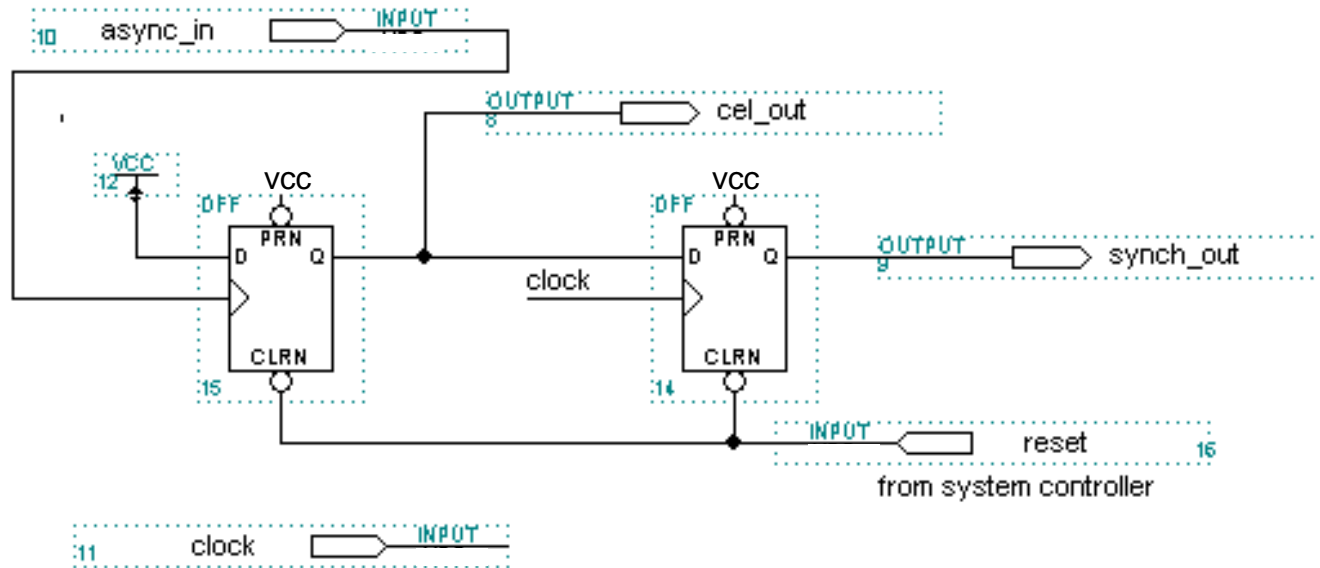 INPUT
10 async_in
OUTPUT
8 cel_out
VCC
12
VCC
VCC
DFF
DFF
PRN
PRN
D Q
D Q
OUTPUT
9 synch_out
clock
CLRN
CLRN
15
14
INPUT
reset 16
from system controller
INPUT
11 clock